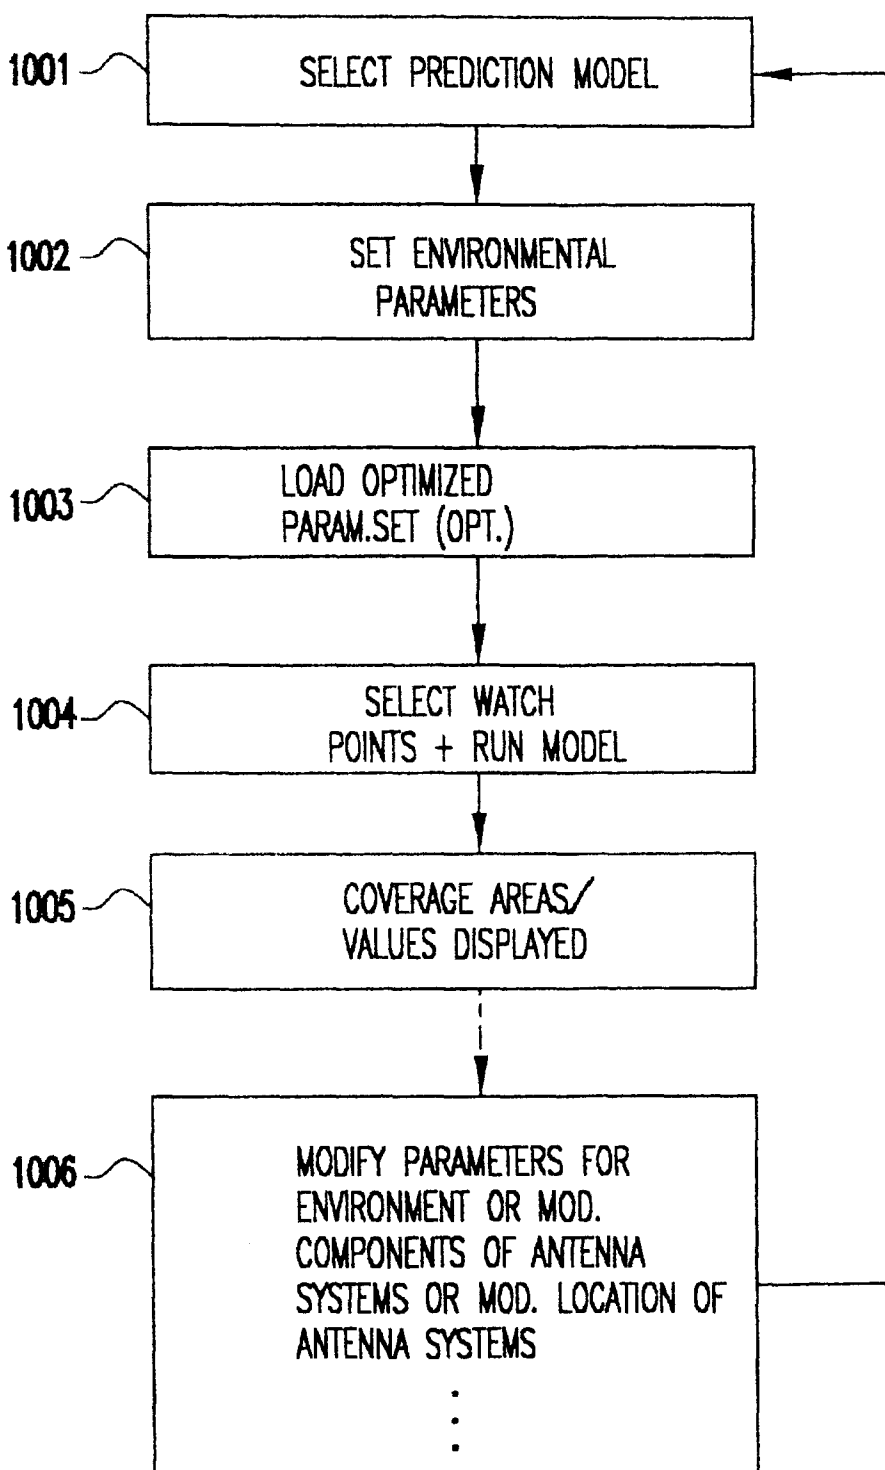 1001
SELECT PREDICTION MODEL
1002
SET ENVIRONMENTAL
PARAMETERS
1003
LOAD OPTIMIZED
PARAM.SET (OPT.)
1004
SELECT WATCH
POINTS + RUN MODEL
1005
COVERAGE AREAS/
VALUES DISPLAYED
1006
MODIFY PARAMETERS FOR
ENVIRONMENT OR MOD.
COMPONENTS OF ANTENNA
SYSTEMS OR MOD. LOCATION OF
ANTENNA SYSTEMS